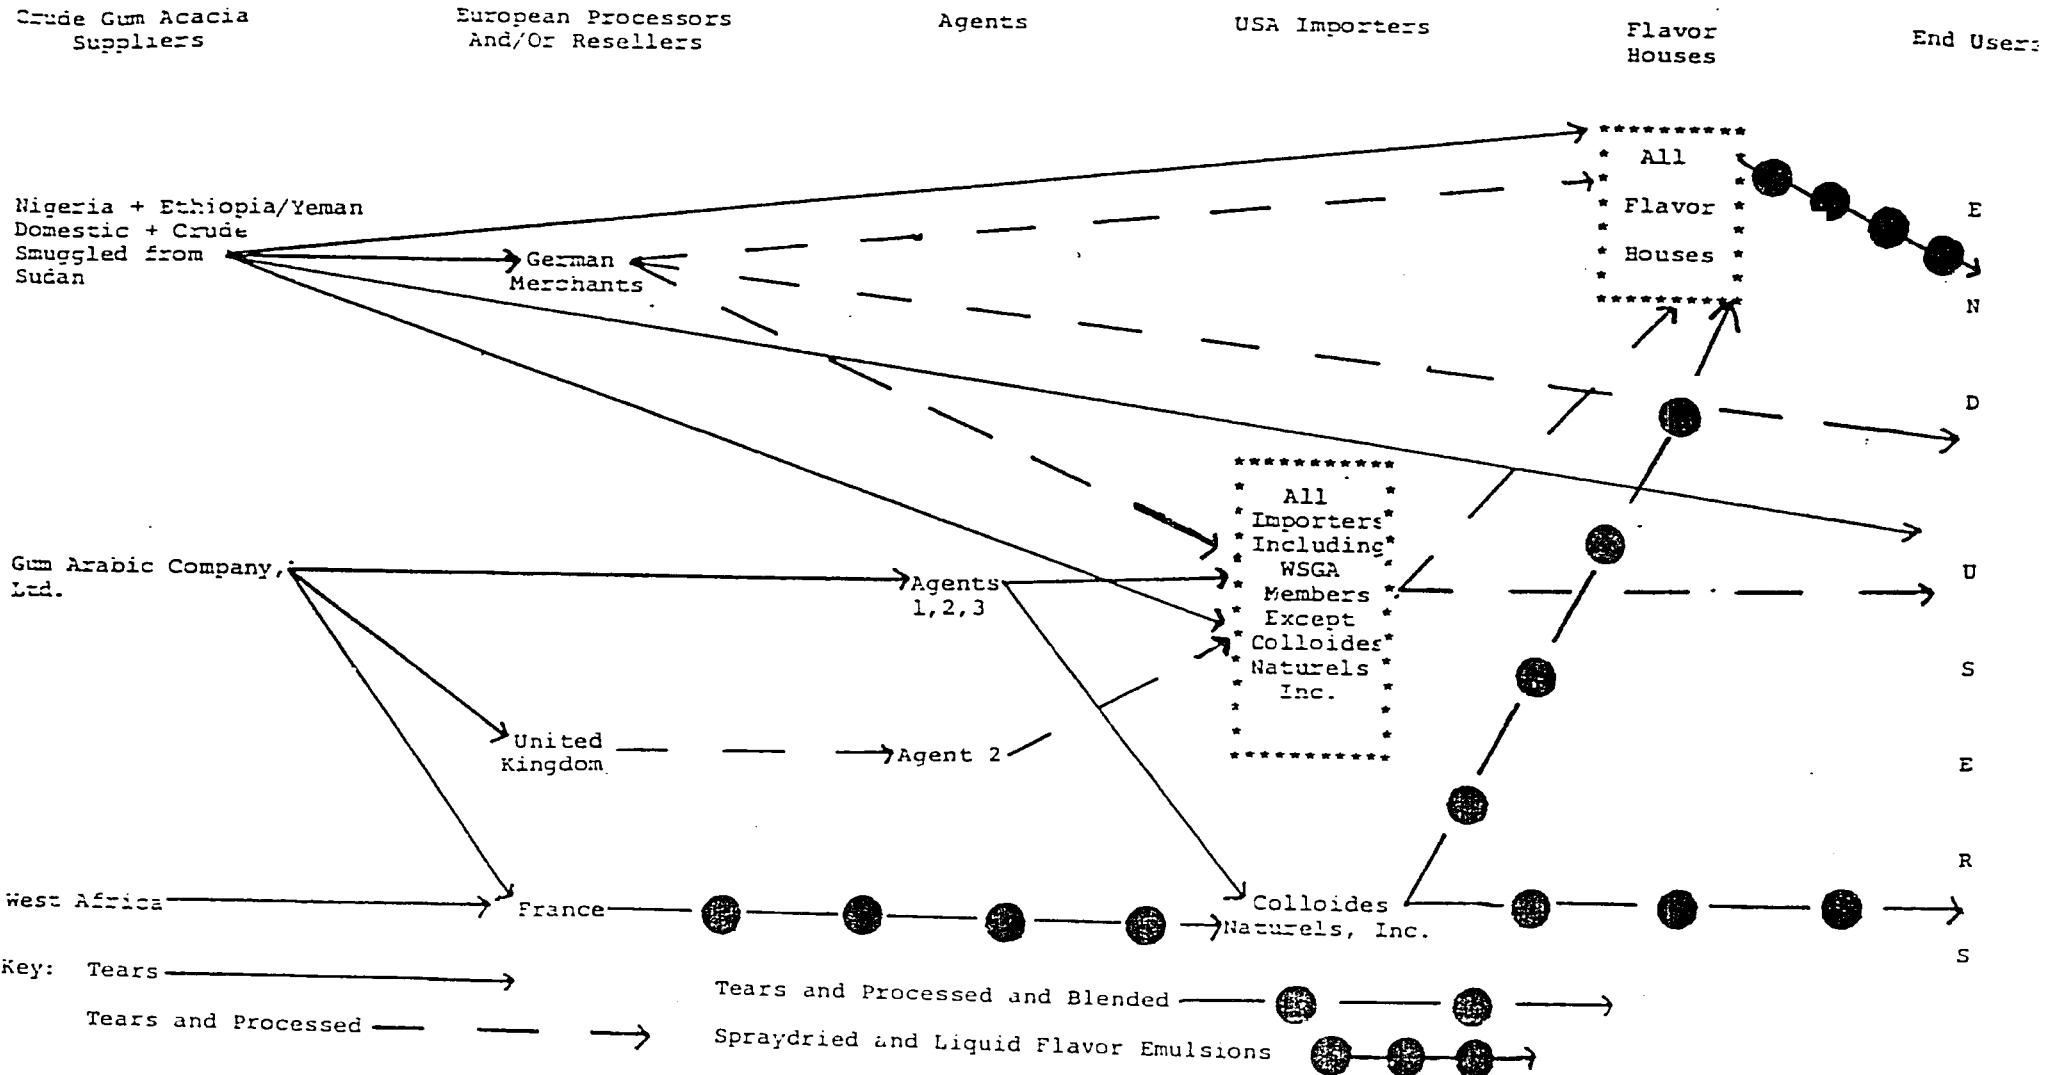 Crude Gum Acacia
Suppliers
European Processors
And/Or Resellers
Agents
USA Importers
Flavor
Houses
End Users
All
Flavor
Houses
Nigeria + Ethiopia/Yeman
Domestic + Crude
Smuggled from
Sudan
German
Merchants
All
Importers
Including
WSGA
Members
Except
Colloides
Naturels
Inc.
Gum Arabic Company,
Ltd.
Agents
1,2,3
United
Kingdom
Agent 2
West Africa
France
Colloides
Naturels, Inc.
E
N
D
U
S
E
R
S
Key: Tears
Tears and Processed
Tears and Processed and Blended
Spraydried and Liquid Flavor Emulsions